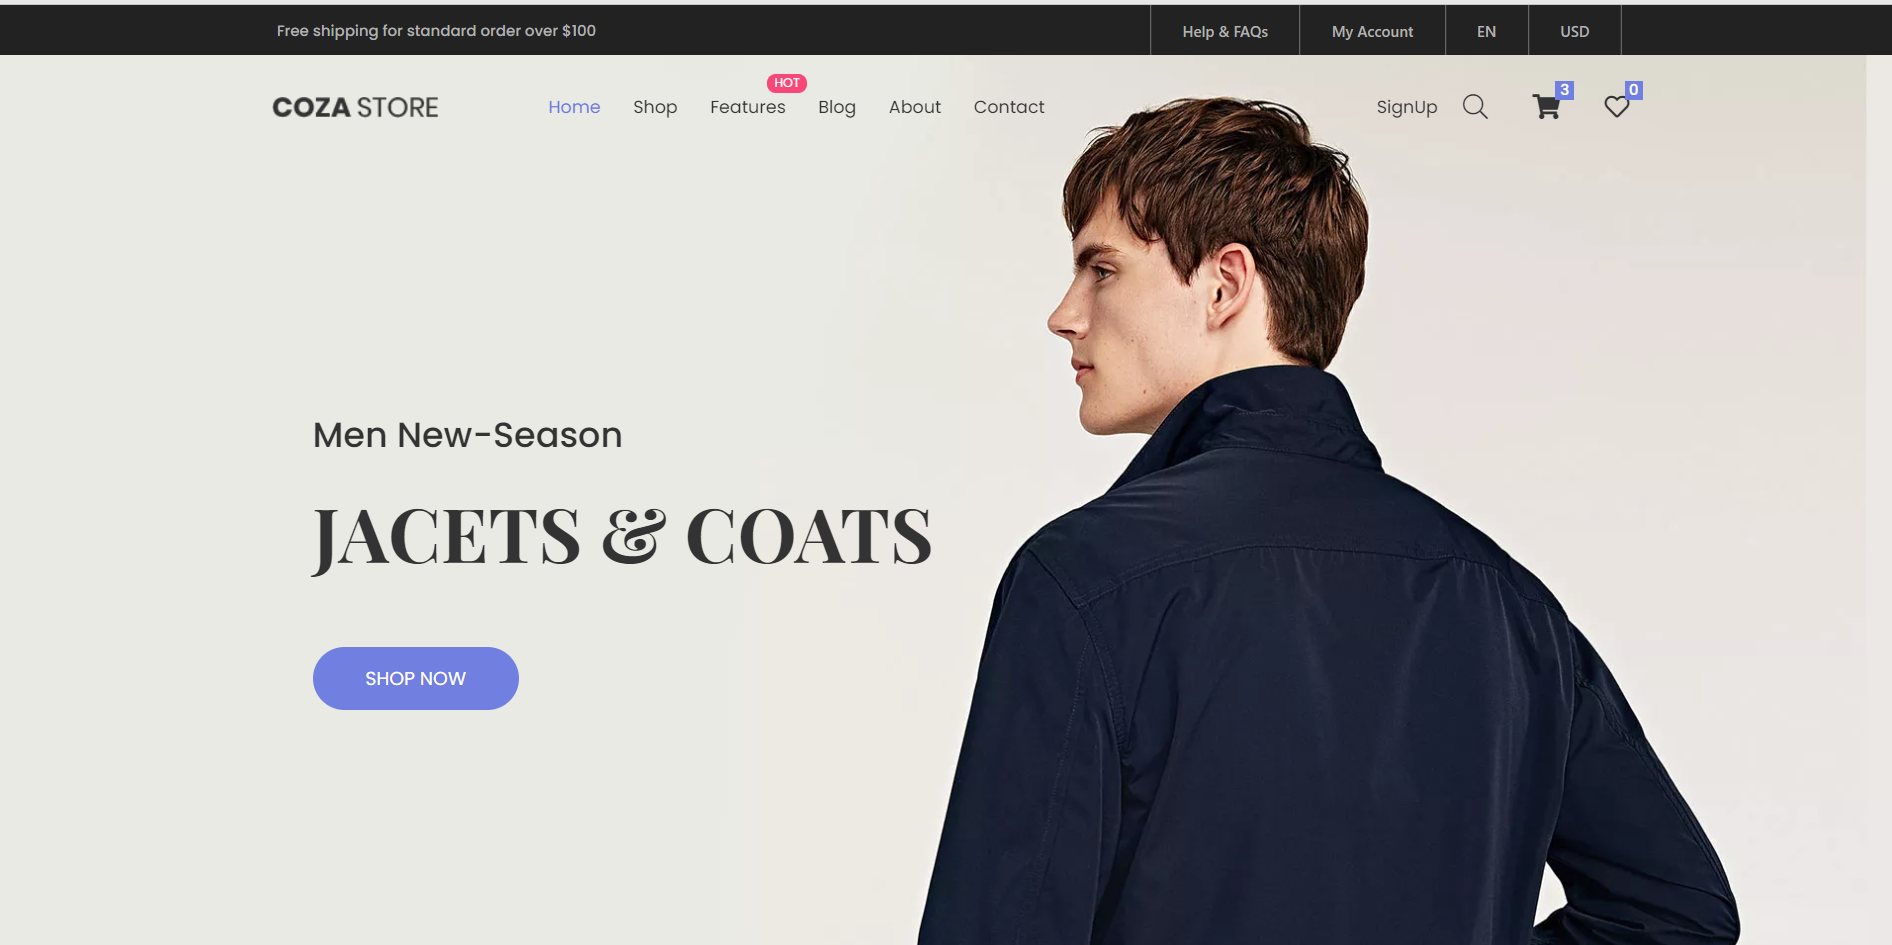 Free shipping for standard order over $100
Help & FAQs
My Account
EN
USD
HOT
3
0
COZA STORE
Home
Shop
Features
Blog
About
Contact
SignUp
Men New-Season
JACETS & COATS
SHOP NOW